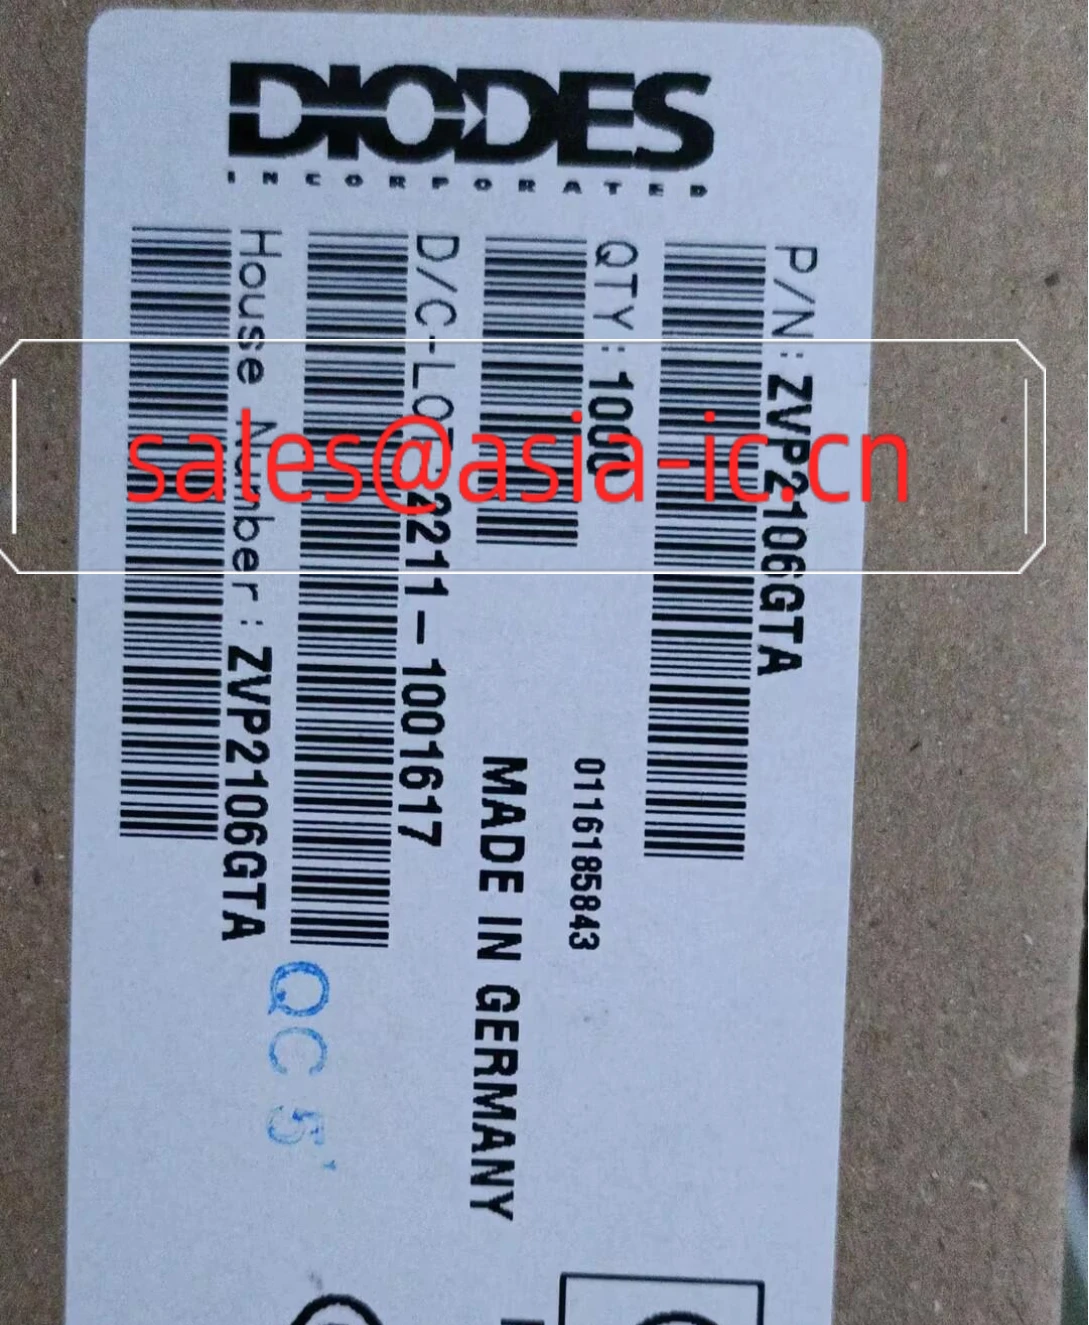 DIODES
INCORPORATED
P/N:ZVP2106GTA
QTY:1000
0116185843
MADE IN GERMANY
D/C-LOT:2211-1001617
House Number:ZVP2106GTA
QC 5
sales@asia-ic.cn